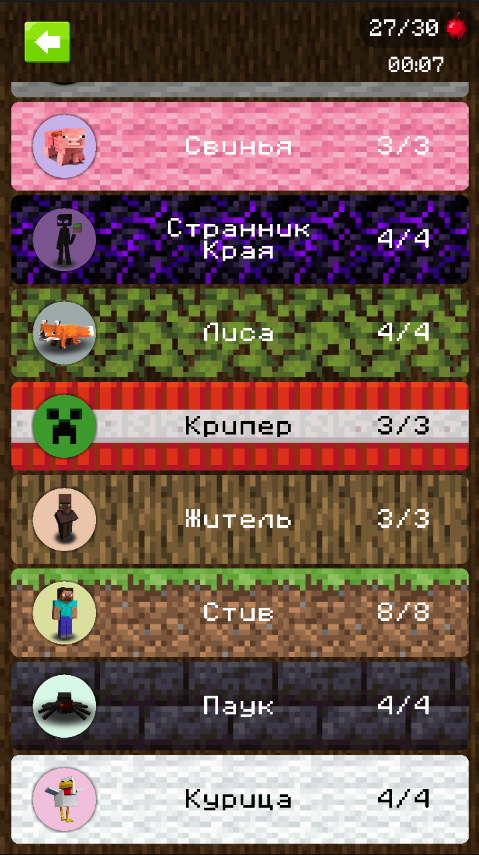 27/30
00:07
Свинья 3/3
Странник
Края 4/4
Лиса 4/4
Крипер 3/3
Житель 3/3
Стив 8/8
Паук 4/4
Курица 4/4